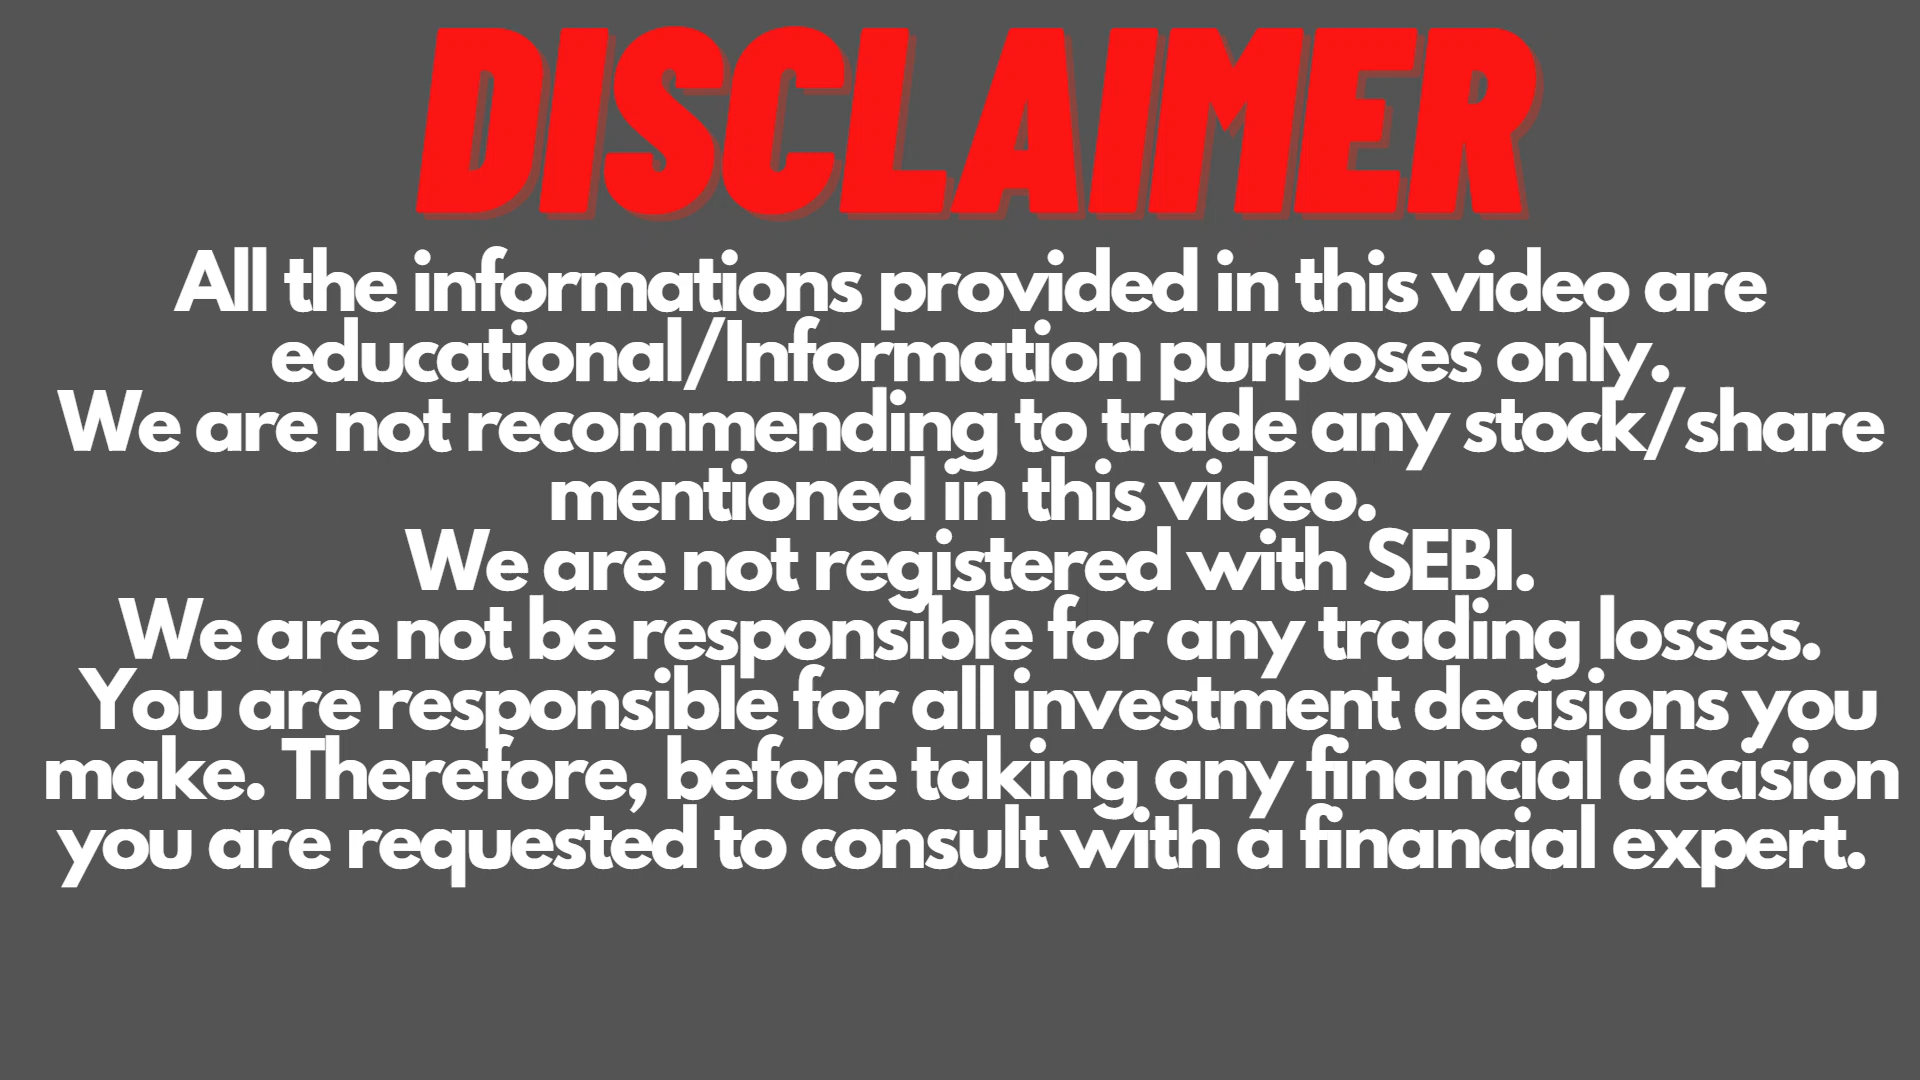 DISCLAIMER
All the informations provided in this video are
educational/Information purposes only.
We are not recommending to trade any stock/share
mentioned in this video.
We are not registered with SEBI.
We are not be responsible for any trading losses.
You are responsible for all investment decisions you
make. Therefore, before taking any financial decision
you are requested to consult with a financial expert.